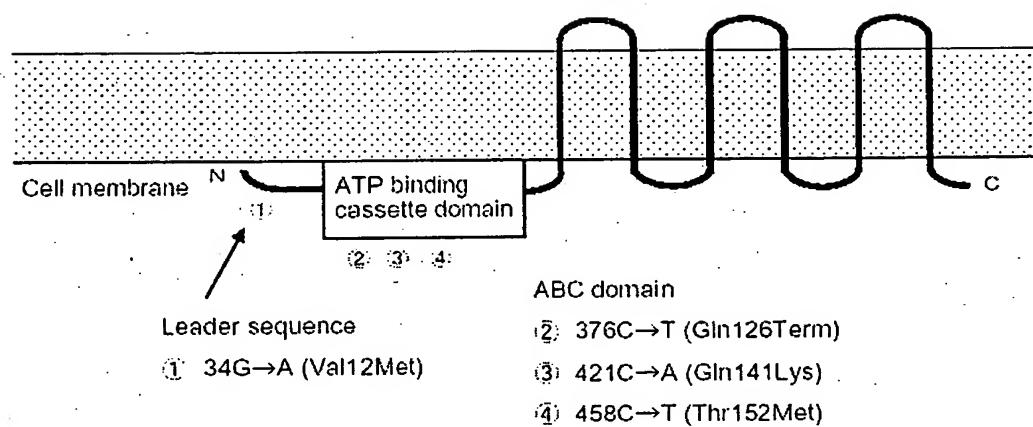 Cell membrane
N
ATP binding
cassette domain
C
①
② ③ ④
Leader sequence
① 34G→A (Val12Met)
ABC domain
② 376C→T (Gln126Term)
③ 421C→A (Gln141Lys)
④ 458C→T (Thr152Met)